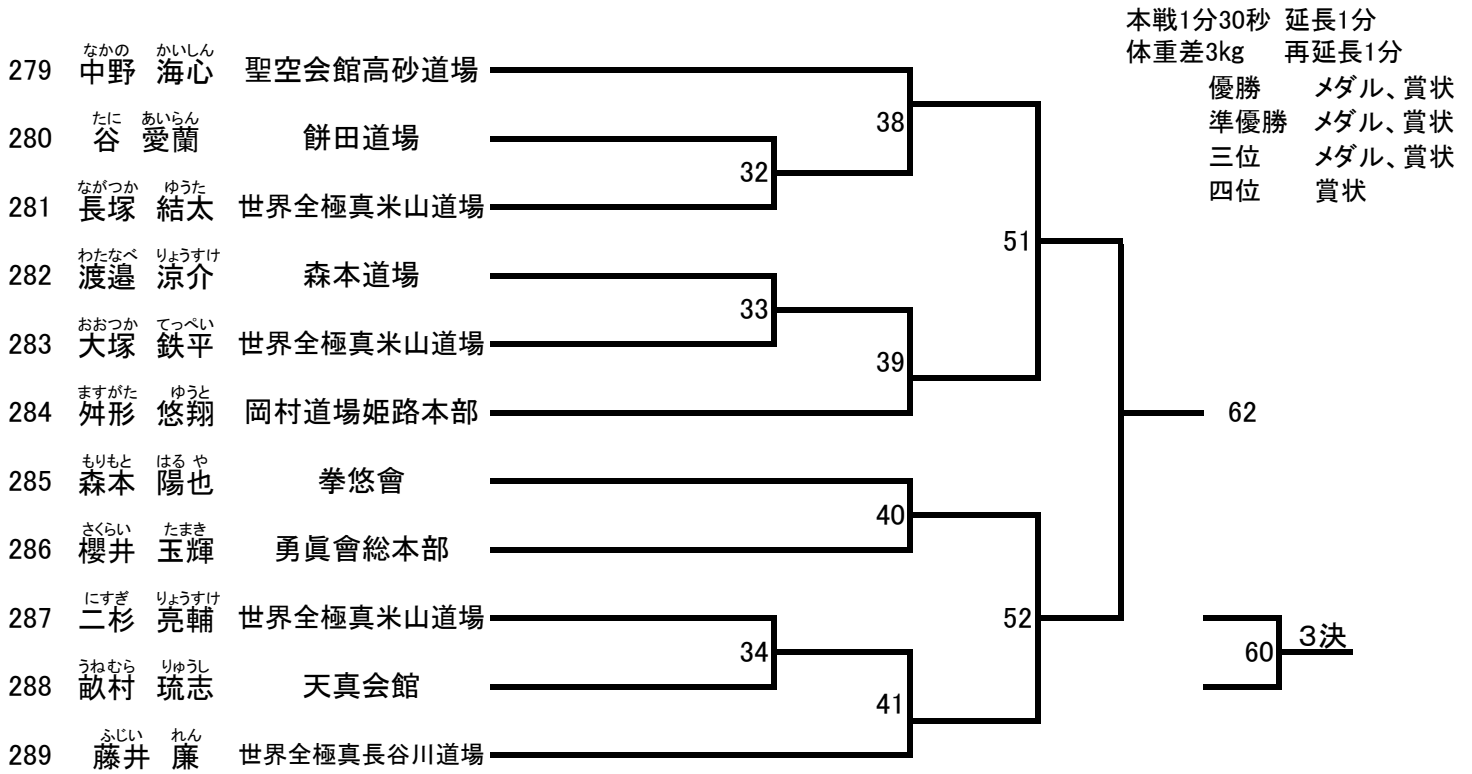 本戦1分30秒 延長1分
体重差3kg 再延長1分
優勝 メダル、賞状
準優勝 メダル、賞状
三位 メダル、賞状
四位 賞状
なかの かいしん
279 中野 海心 聖空会館高砂道場
38
たに あいらん
280 谷 愛蘭 餅田道場
32
ながつか ゆうた
281 長塚 結太 世界全極真米山道場
51
わたなべ りょうすけ
282 渡邉 涼介 森本道場
33
おおつか てっぺい
283 大塚 鉄平 世界全極真米山道場
39
ますがた ゆうと
284 舛形 悠翔 岡村道場姫路本部
62
もりもと はる や
285 森本 陽也 拳悠會
40
さくらい たまき
286 櫻井 玉輝 勇眞會総本部
にすぎ りょうすけ
287 二杉 亮輔 世界全極真米山道場
52
34
60 3決
うねむら りゅうし
288 畝村 琉志 天真会館
41
ふじい れん
289 藤井 廉 世界全極真長谷川道場